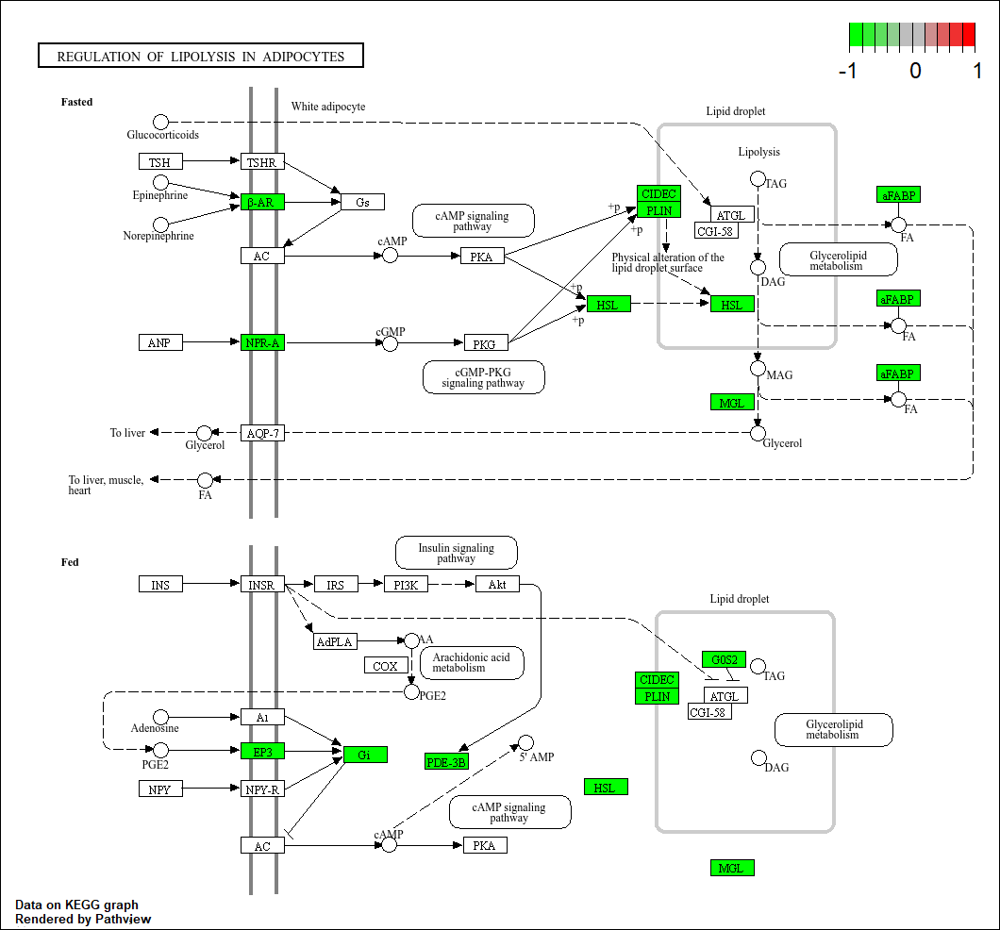 REGULATION OF LIPOLYSIS IN ADIPOCYTES
-1 0 1
Fasted
White adipocyte
Lipid droplet
Glucocorticoids
Lipolysis
TSH
TSHR
TAG
Epinephrine
β-AR
Gs
CIDEC
PLIN
+p
+p
ATGL
CGI-58
aFABP
FA
Norepinephrine
cAMP signaling
pathway
AC
cAMP
PKA
Physical alteration of the
lipid droplet surface
DAG
Glycerolipid
metabolism
+p
HSL
HSL
+p
aFABP
FA
ANP
NPR-A
cGMP
PKG
cGMP-PKG
signaling pathway
MAG
aFABP
FA
MGL
To liver
Glycerol
AQP-7
Glycerol
To liver, muscle,
heart
FA
Fed
Insulin signaling
pathway
INS
INSR
IRS
PI3K
Akt
Lipid droplet
AdPLA
AA
COX
Arachidonic acid
metabolism
PGE2
G0S2
TAG
CIDEC
PLIN
ATGL
CGI-58
Adenosine
A1
Glycerolipid
metabolism
PGE2
EP3
Gi
PDE-3B
5' AMP
DAG
NPY
NPY-R
HSL
cAMP signaling
pathway
AC
cAMP
PKA
MGL
Data on KEGG graph
Rendered by Pathview